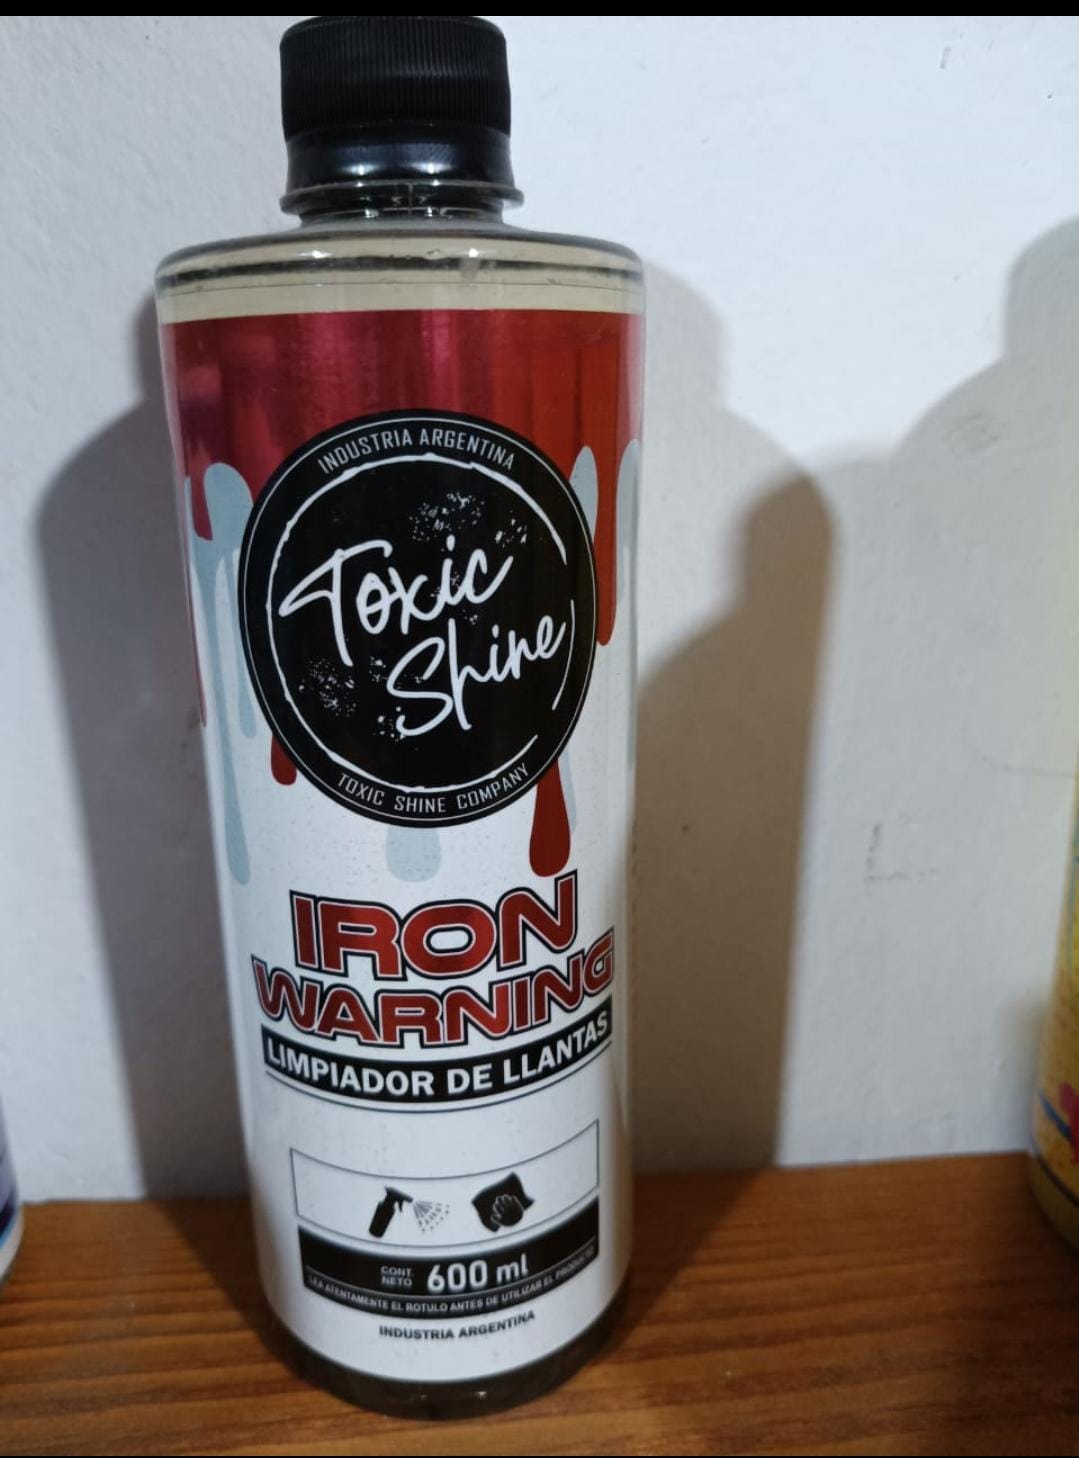 INDUSTRIA ARGENTINA
Toxic
Shine
TOXIC SHINE COMPANY
IRON
WARNING
LIMPIADOR DE LLANTAS
CONT.
NETO
600 ml
LEA ATENTAMENTE EL ROTULO ANTES DE UTILIZAR EL PRODUCTO
INDUSTRIA ARGENTINA